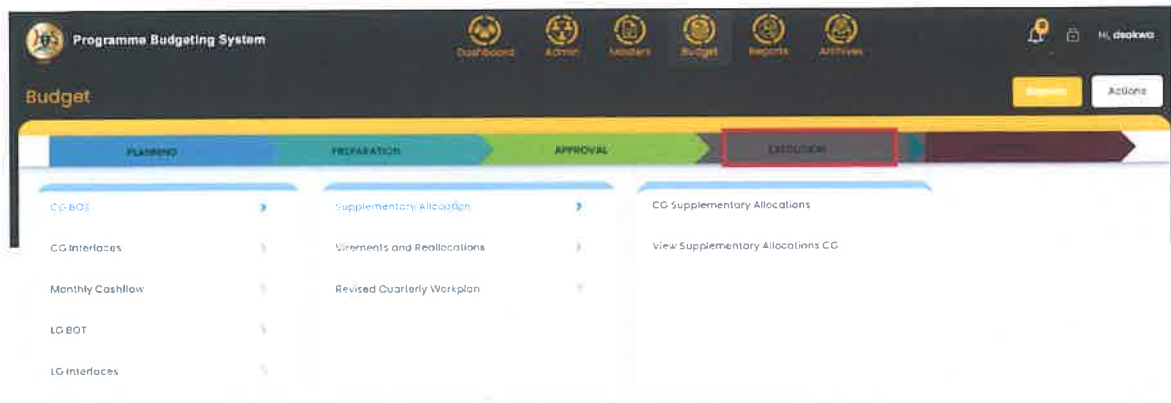 Programme Budgeting System
Dashboard
Admin
Masters
Budget
Reports
Archives
Hi, dsokwa
Budget
Actions
PLANNING
PREPARATION
APPROVAL
EXECUTION
CG BOT
Supplementary Allocation
CG Supplementary Allocations
CG Interfaces
Virements and Reallocations
View Supplementary Allocations CG
Monthly Cashflow
Revised Quarterly Workplan
LG BOT
LG Interfaces